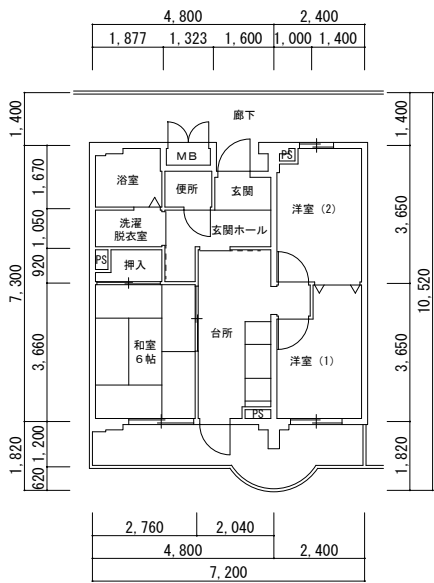 4,800
2,400
1,877
1,323
1,600
1,000
1,400
1,400
廊下
1,400
MB
PS
浴室
便所
玄関
洋室（2）
1,670
3,650
洗濯
脱衣室
玄関ホール
1,050
PS
押入
920
7,300
10,520
和室
6帖
台所
洋室（1）
3,660
3,650
PS
1,820
1,200
620
1,820
2,760
2,040
4,800
2,400
7,200